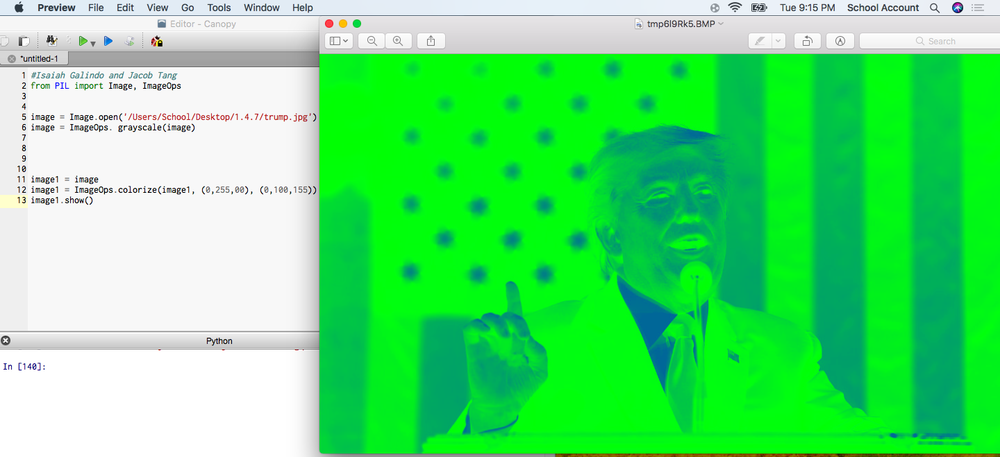 Preview File Edit View Go Tools Window Help Tue 9:15 PM School Account
Editor - Canopy
tmp6l9Rk5.BMP
Search
*untitled-1
1 #Isaiah Galindo and Jacob Tang
2 from PIL import Image, ImageOps
3
4
5 image = Image.open('/Users/School/Desktop/1.4.7/trump.jpg')
6 image = ImageOps. grayscale(image)
7
8
9
10
11 image1 = image
12 image1 = ImageOps.colorize(image1, (0,255,00), (0,100,155))
13 image1.show()
Python
In [140]: